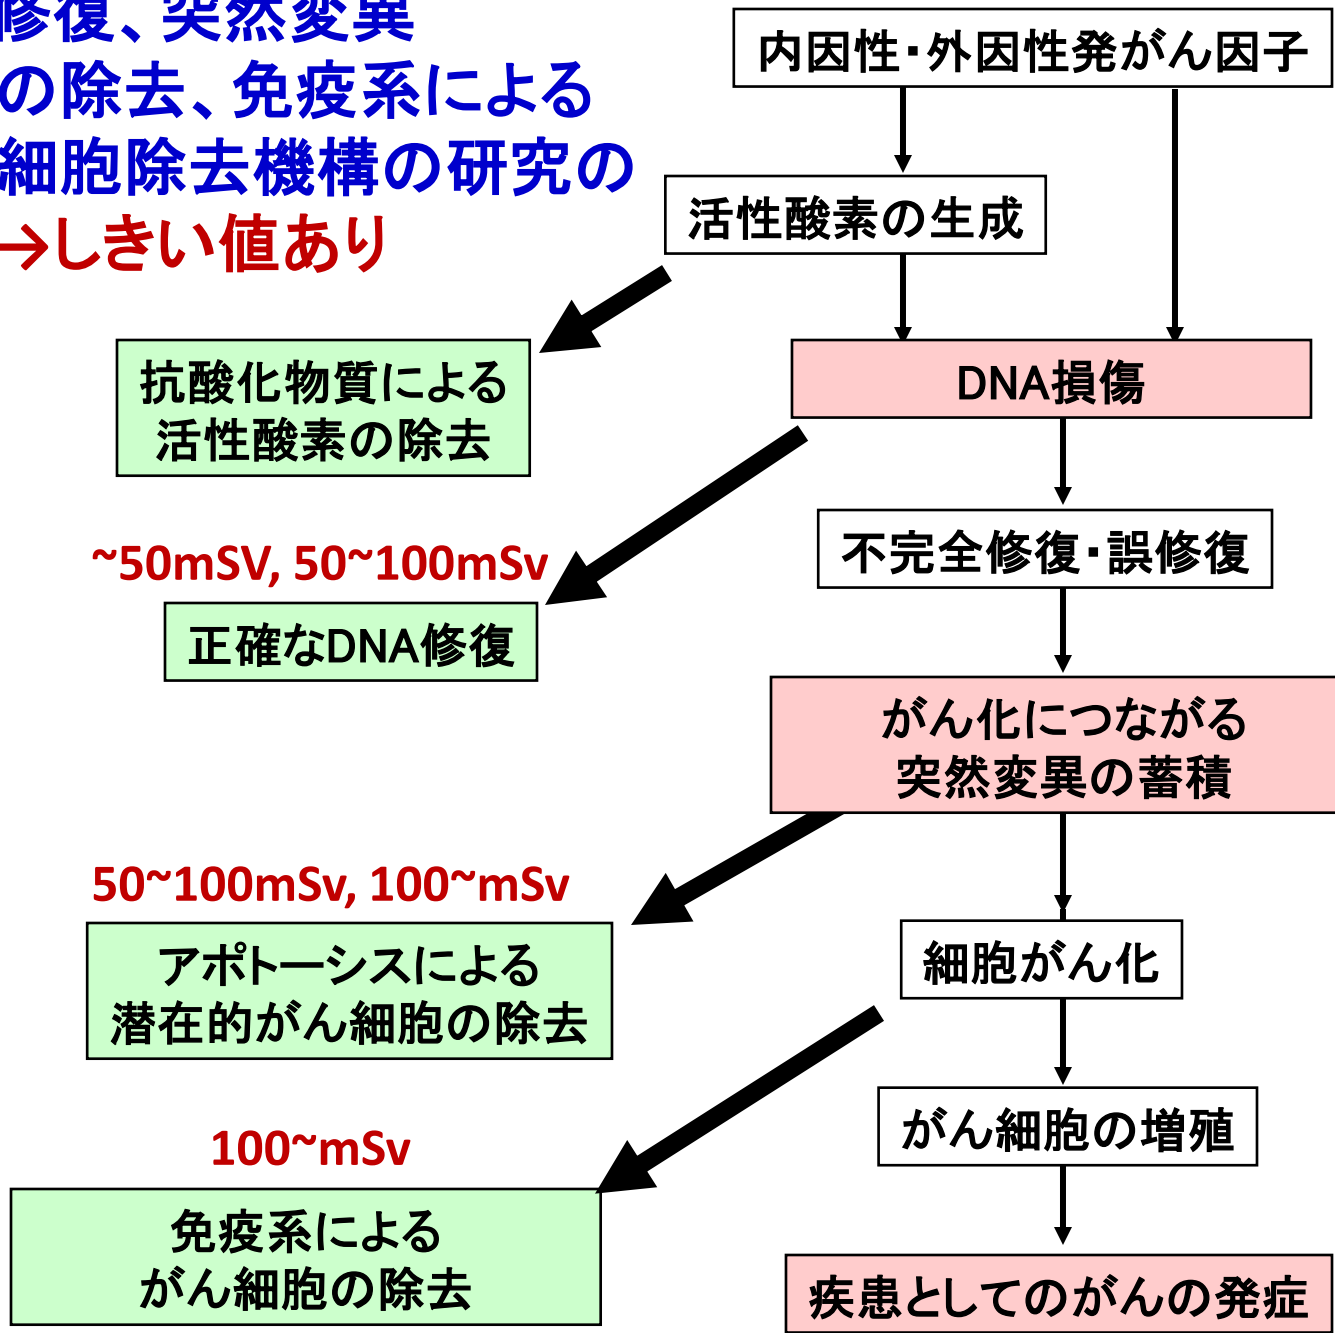 修復、突然変異
の除去、免疫系による
細胞除去機構の研究の
→しきい値あり
内因性・外因性発がん因子
活性酸素の生成
抗酸化物質による
活性酸素の除去
DNA損傷
~50mSV, 50~100mSv
正確なDNA修復
不完全修復・誤修復
がん化につながる
突然変異の蓄積
50~100mSv, 100~mSv
アポトーシスによる
潜在的がん細胞の除去
細胞がん化
がん細胞の増殖
100~mSv
免疫系による
がん細胞の除去
疾患としてのがんの発症